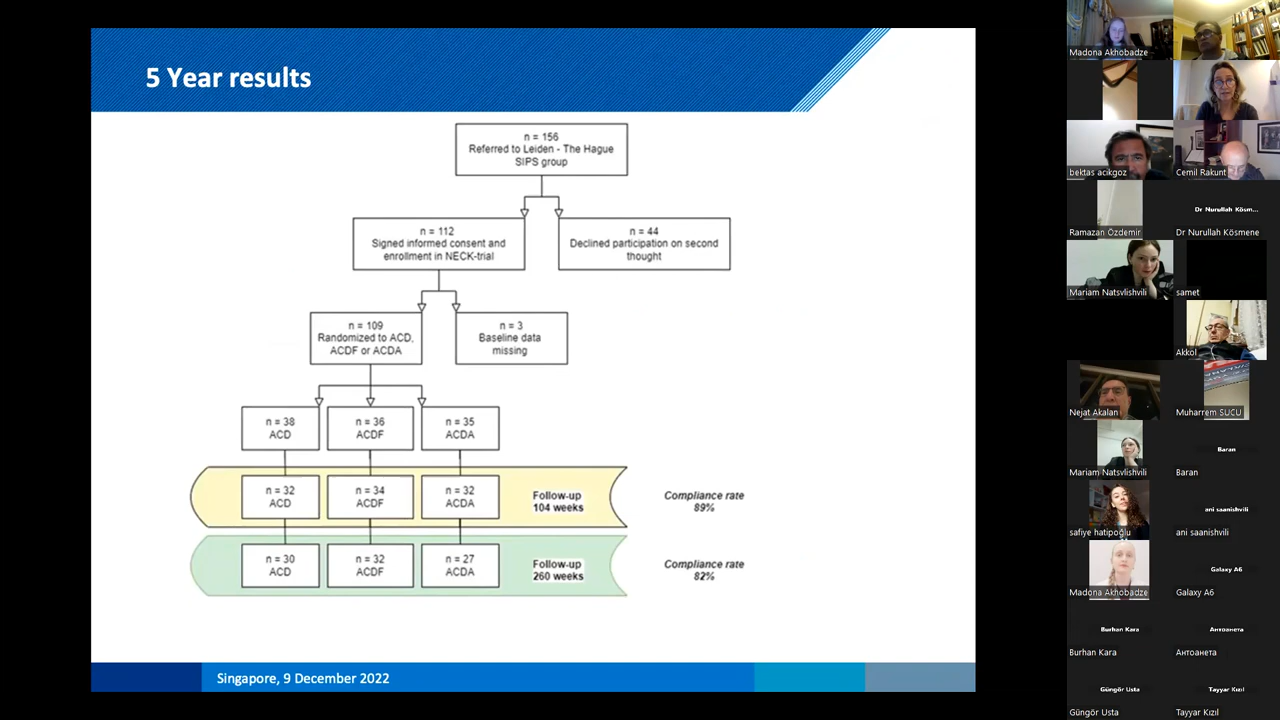 5 Year results
n = 156
Referred to Leiden - The Hague
SIPS group
n = 112
Signed informed consent and
enrollment in NECK-trial
n = 44
Declined participation on second
thought
n = 109
Randomized to ACD,
ACDF or ACDA
n = 3
Baseline data
missing
n = 38
ACD
n = 36
ACDF
n = 35
ACDA
n = 32
ACD
n = 34
ACDF
n = 32
ACDA
Follow-up
104 weeks
Compliance rate
89%
n = 30
ACD
n = 32
ACDF
n = 27
ACDA
Follow-up
260 weeks
Compliance rate
82%
Singapore, 9 December 2022
Madona Akhobadze
bektas acikgoz
Cemil Rakunt
Ramazan Özdemir
Dr Nurullah Kösm...
Dr Nurullah Kösmene
Mariam Natsvlishvili
samet
Akkol
Nejat Akalan
Muharrem SUCU
Mariam Natsvlishvili
Baran
Baran
safiye hatipoğlu
ani saanishvili
ani saanishvili
Madona Akhobadze
Galaxy A6
Galaxy A6
Burhan Kara
Burhan Kara
Антоанета
Антоанета
Güngör Usta
Güngör Usta
Tayyar Kızıl
Tayyar Kızıl